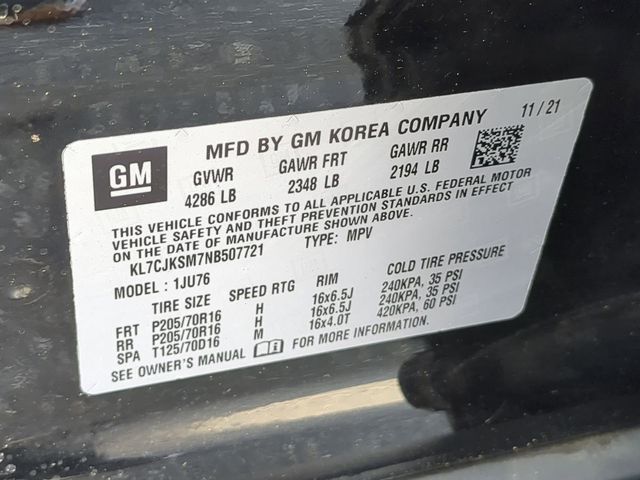 GM
MFD BY GM KOREA COMPANY 11 / 21
GVWR GAWR FRT GAWR RR
4286 LB 2348 LB 2194 LB
THIS VEHICLE CONFORMS TO ALL APPLICABLE U.S. FEDERAL MOTOR
VEHICLE SAFETY AND THEFT PREVENTION STANDARDS IN EFFECT
ON THE DATE OF MANUFACTURE SHOWN ABOVE.
KL7CJKSM7NB507721 TYPE: MPV
MODEL : 1JU76
TIRE SIZE SPEED RTG RIM COLD TIRE PRESSURE
FRT P205/70R16 H 16x6.5J 240KPA, 35 PSI
RR P205/70R16 H 16x6.5J 240KPA, 35 PSI
SPA T125/70D16 M 16x4.0T 420KPA, 60 PSI
SEE OWNER'S MANUAL FOR MORE INFORMATION.